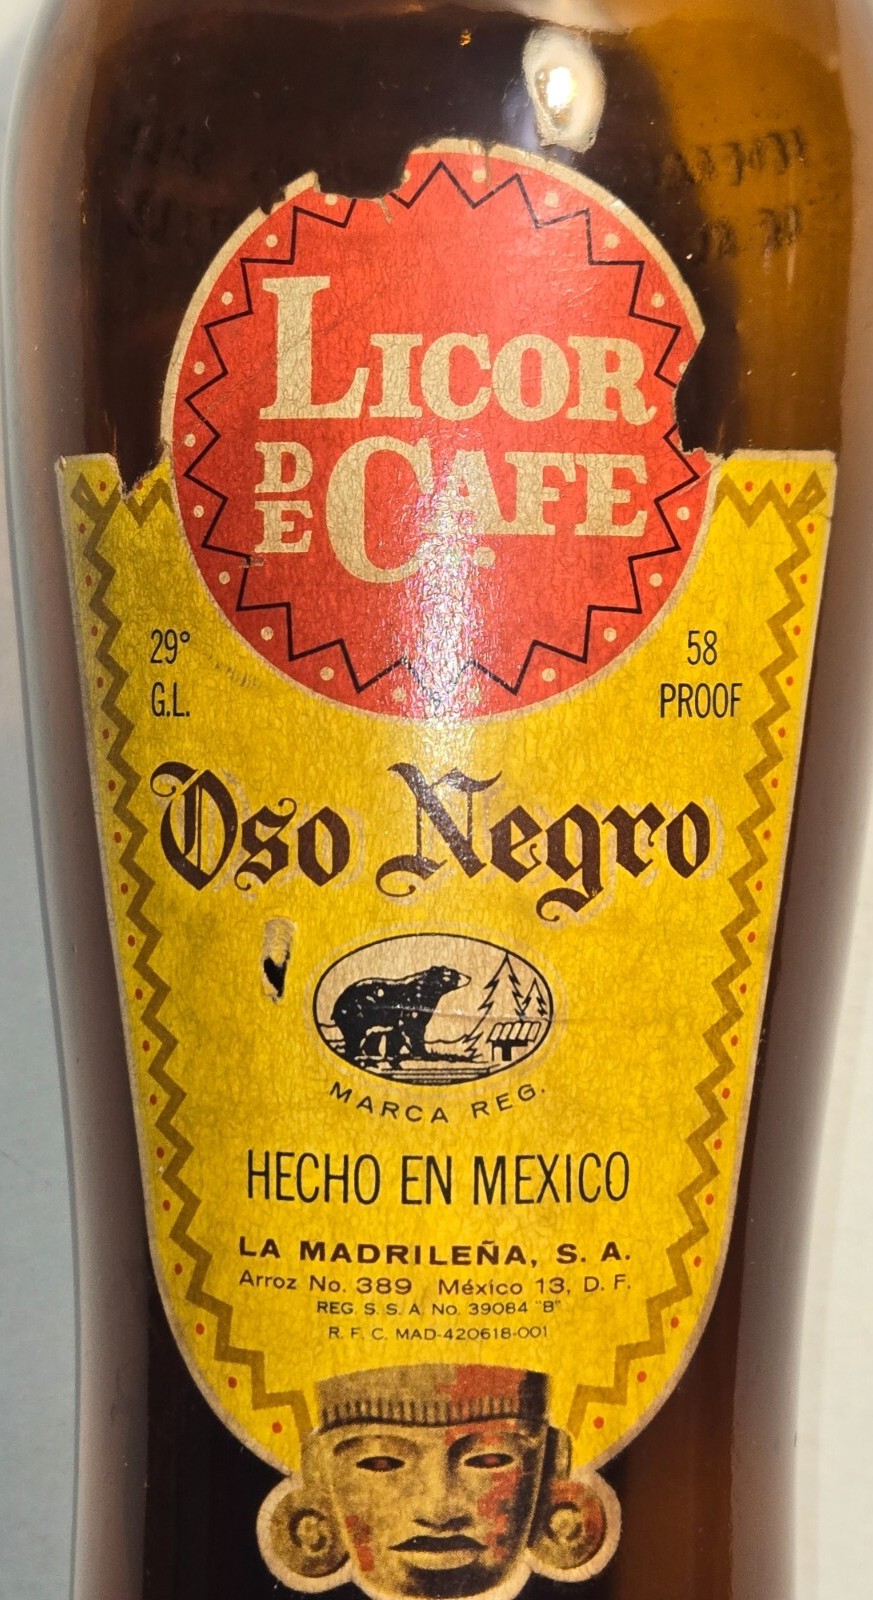 LICOR
DE CAFE
29° G.L.
58 PROOF
Oso Negro
MARCA REG.
HECHO EN MEXICO
LA MADRILEÑA, S. A.
Arroz No. 389 México 13, D. F.
REG. S. S. A. No. 39084 "B"
R. F. C. MAD-420618-001